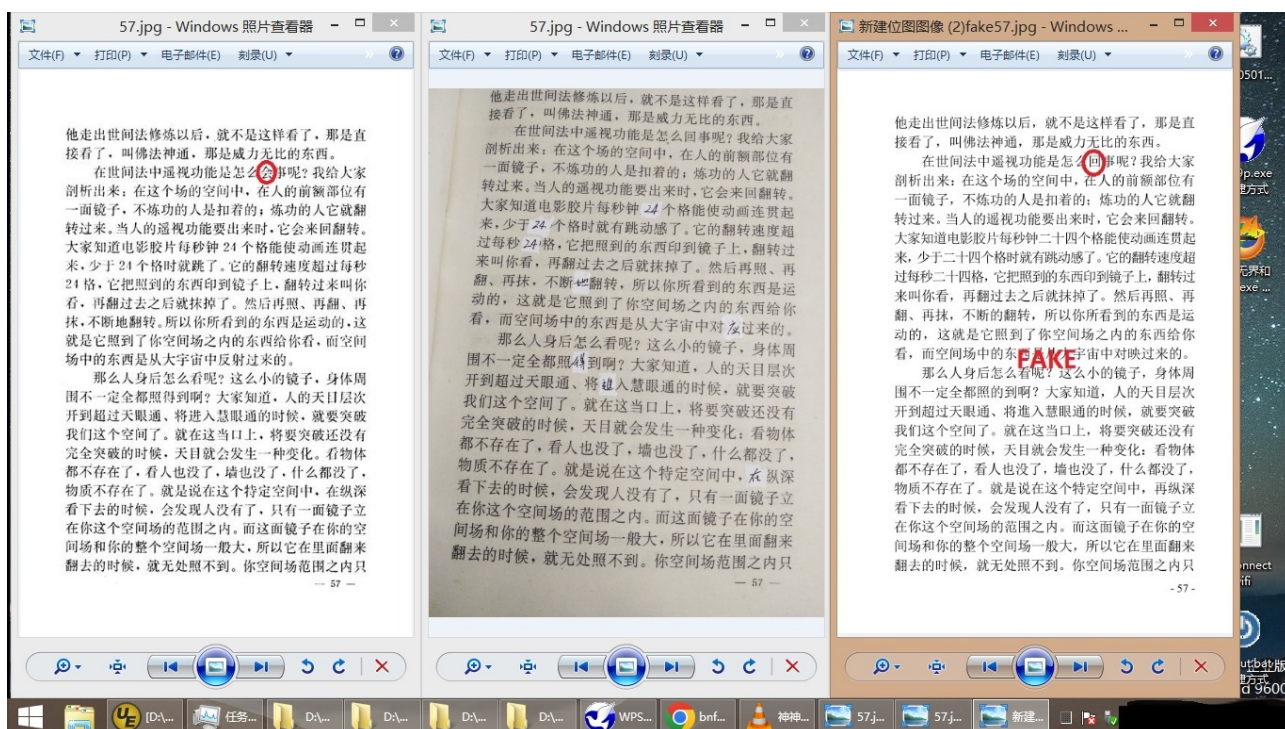 57.jpg - Windows 照片查看器
文件(F) 打印(P) 电子邮件(E) 刻录(U)
他走出世间法修炼以后，就不是这样看了，那是直
接看了，叫佛法神通，那是威力无比的东西。
在世间法中遥视功能是怎么会事呢？我给大家
剖析出来：在这个场的空间中，在人的前额部位有
一面镜子，不炼功的人是扣着的；炼功的人它就翻
转过来。当人的遥视功能要出来时，它会来回翻转。
大家知道电影胶片每秒钟 24 个格能使动画连贯起
来，少于 24 个格时就跳了。它的翻转速度超过每秒
24 格，它把照到的东西印到镜子上，翻转过来叫你
看，再翻过去之后就抹掉了。然后再照、再翻、再
抹，不断地翻转。所以你所看到的东西是运动的，这
就是它照到了你空间场之内的东西给你看，而空间
场中的东西是从大宇宙中反射过来的。
那么人身后怎么看呢？这么小的镜子，身体周
围不一定全都照得到啊？大家知道，人的天目层次
开到超过天眼通、将进入慧眼通的时候，就要突破
我们这个空间了。就在这当口上，将要突破还没有
完全突破的时候，天目就会发生一种变化。看物体
都不存在了，看人也没了，墙也没了，什么都没了，
物质不存在了。就是说在这个特定空间中，在纵深
看下去的时候，会发现人没有了，只有一面镜子立
在你这个空间场的范围之内。而这面镜子在你的空
间场和你的整个空间场一般大，所以它在里面翻来
翻去的时候，就无处照不到。你空间场范围之内只
— 57 —
57.jpg - Windows 照片查看器
文件(F) 打印(P) 电子邮件(E) 刻录(U)
他走出世间法修炼以后，就不是这样看了，那是直
接看了，叫佛法神通，那是威力无比的东西。
在世间法中遥视功能是怎么回事呢？我给大家
剖析出来：在这个场的空间中，在人的前额部位有
一面镜子，不炼功的人是扣着的；炼功的人它就翻
转过来。当人的遥视功能要出来时，它会来回翻转。
大家知道电影胶片每秒钟 24 个格能使动画连贯起
来，少于 24 个格时就有跳动感了。它的翻转速度超
过每秒 24 格，它把照到的东西印到镜子上，翻转过
来叫你看，再翻过去之后就抹掉了。然后再照、再
翻、再抹，不断地翻转，所以你所看到的东西是运
动的，这就是它照到了你空间场之内的东西给你
看，而空间场中的东西是从大宇宙中对应过来的。
那么人身后怎么看呢？这么小的镜子，身体周
围不一定全都照得到啊？大家知道，人的天目层次
开到超过天眼通、将進入慧眼通的时候，就要突破
我们这个空间了。就在这当口上，将要突破还没有
完全突破的时候，天目就会发生一种变化：看物体
都不存在了，看人也没了，墙也没了，什么都没了，
物质不存在了。就是说在这个特定空间中，在纵深
看下去的时候，会发现人没有了，只有一面镜子立
在你这个空间场的范围之内。而这面镜子在你的空
间场和你的整个空间场一般大，所以它在里面翻来
翻去的时候，就无处照不到。你空间场范围之内只
— 57 —
新建位图图像 (2)fake57.jpg - Windows ...
文件(F) 打印(P) 电子邮件(E) 刻录(U)
他走出世间法修炼以后，就不是这样看了，那是直
接看了，叫佛法神通，那是威力无比的东西。
在世间法中遥视功能是怎么回事呢？我给大家
剖析出来：在这个场的空间中，在人的前额部位有
一面镜子，不炼功的人是扣着的；炼功的人它就翻
转过来。当人的遥视功能要出来时，它会来回翻转。
大家知道电影胶片每秒钟二十四个格能使动画连贯起
来，少于二十四个格时就有跳动感了。它的翻转速度超
过每秒二十四格，它把照到的东西印到镜子上，翻转过
来叫你看，再翻过去之后就抹掉了。然后再照、再
翻、再抹，不断的翻转，所以你所看到的东西是运
动的，这就是它照到了你空间场之内的东西给你
看，而空间场中的东 宇宙中对映过来的。
FAKE
那么人身后怎么看呢？这么小的镜子，身体周
围不一定全都照的到啊？大家知道，人的天目层次
开到超过天眼通、将進入慧眼通的时候，就要突破
我们这个空间了。就在这当口上，将要突破还没有
完全突破的时候，天目就会发生一种变化：看物体
都不存在了，看人也没了，墙也没了，什么都没了，
物质不存在了。就是说在这个特定空间中，再纵深
看下去的时候，会发现人没有了，只有一面镜子立
在你这个空间场的范围之内。而这面镜子在你的空
间场和你的整个空间场一般大，所以它在里面翻来
翻去的时候，就无处照不到。你空间场范围之内只
- 57 -
0501...
9p.exe
方式
无界和
exe ...
nnect
ifi
ut.bat
企业版
方式
9600
[D:\...
任务...
D:\...
D:\...
D:\...
D:\...
WPS...
bnf...
神神...
57.j...
57.j...
新建...